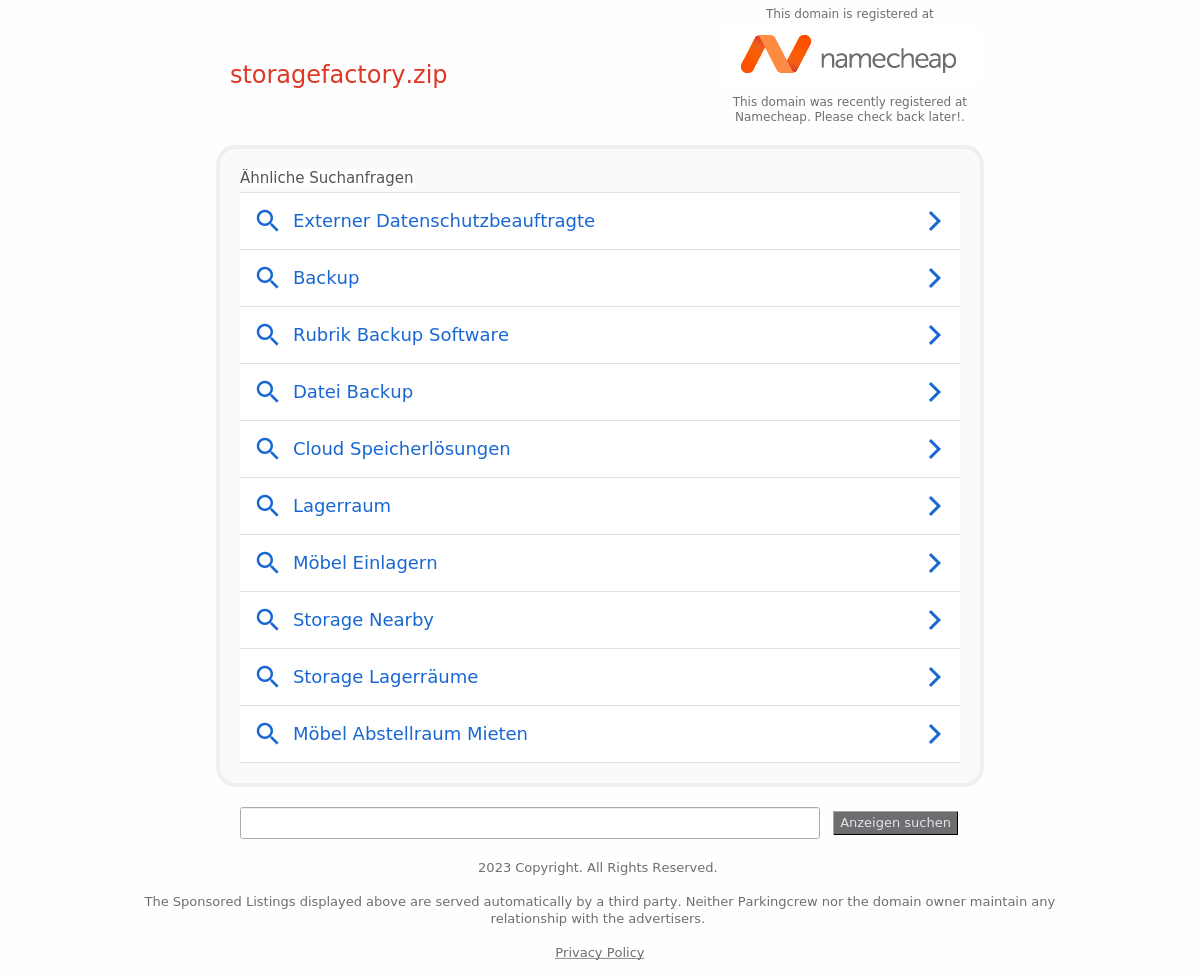 This domain is registered at
namecheap
storagefactory.zip
This domain was recently registered at
Namecheap. Please check back later!.
Ähnliche Suchanfragen
Externer Datenschutzbeauftragte
Backup
Rubrik Backup Software
Datei Backup
Cloud Speicherlösungen
Lagerraum
Möbel Einlagern
Storage Nearby
Storage Lagerräume
Möbel Abstellraum Mieten
Anzeigen suchen
2023 Copyright. All Rights Reserved.
The Sponsored Listings displayed above are served automatically by a third party. Neither Parkingcrew nor the domain owner maintain any
relationship with the advertisers.
Privacy Policy